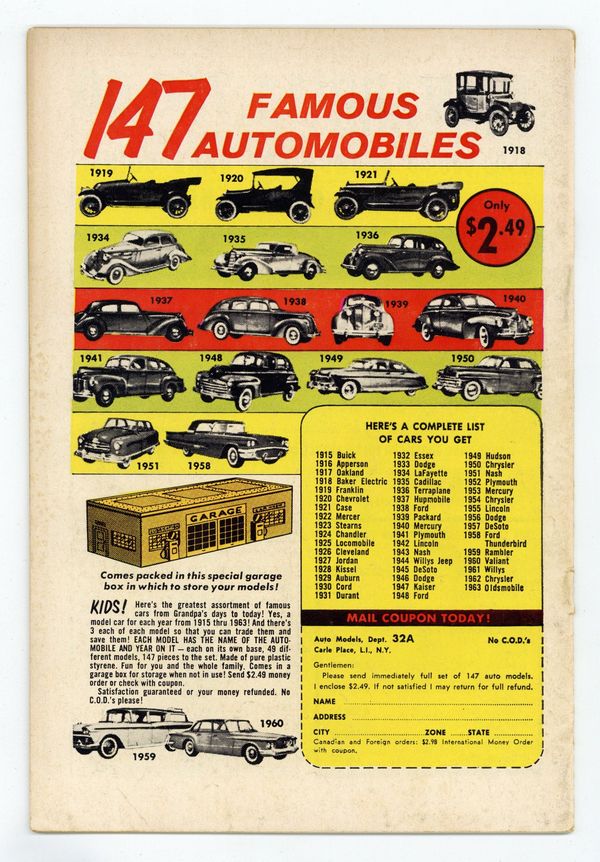 147 FAMOUS
AUTOMOBILES
1918
1919
1920
1921
Only
$2.49
1934
1935
1936
1937
1938
1939
1940
1941
1948
1949
1950
1951
1958
GARAGE
Comes packed in this special garage
box in which to store your models!
KIDS! Here's the greatest assortment of famous
cars from Grandpa's days to today! Yes, a
model car for each year from 1915 thru 1963! And there's
3 each of each model so that you can trade them and
save them! EACH MODEL HAS THE NAME OF THE AUTO-
MOBILE AND YEAR ON IT — each on its own base, 49 dif-
ferent models, 147 pieces to the set. Made of pure plastic
styrene. Fun for you and the whole family. Comes in a
garage box for storage when not in use! Send $2.49 money
order or check with coupon.
Satisfaction guaranteed or your money refunded. No
C.O.D.'s please!
1959
1960
HERE'S A COMPLETE LIST
OF CARS YOU GET
1915 Buick
1916 Apperson
1917 Oakland
1918 Baker Electric
1919 Franklin
1920 Chevrolet
1921 Case
1922 Mercer
1923 Stearns
1924 Chandler
1925 Locomobile
1926 Cleveland
1927 Jordan
1928 Kissel
1929 Auburn
1930 Cord
1931 Durant
1932 Essex
1933 Dodge
1934 LaFayette
1935 Cadillac
1936 Terraplane
1937 Hupmobile
1938 Ford
1939 Packard
1940 Mercury
1941 Plymouth
1942 Lincoln
1943 Nash
1944 Willys Jeep
1945 DeSoto
1946 Dodge
1947 Kaiser
1948 Ford
1949 Hudson
1950 Chrysler
1951 Nash
1952 Plymouth
1953 Mercury
1954 Chrysler
1955 Lincoln
1956 Dodge
1957 DeSoto
1958 Ford
Thunderbird
1959 Rambler
1960 Valiant
1961 Willys
1962 Chrysler
1963 Oldsmobile
MAIL COUPON TODAY!
Auto Models, Dept. 32A No C.O.D.'s
Carle Place, L.I., N.Y.
Gentlemen:
Please send immediately full set of 147 auto models.
I enclose $2.49. If not satisfied I may return for full refund.
NAME
ADDRESS
CITY ZONE STATE
Canadian and Foreign orders: $2.98 International Money Order
with coupon.